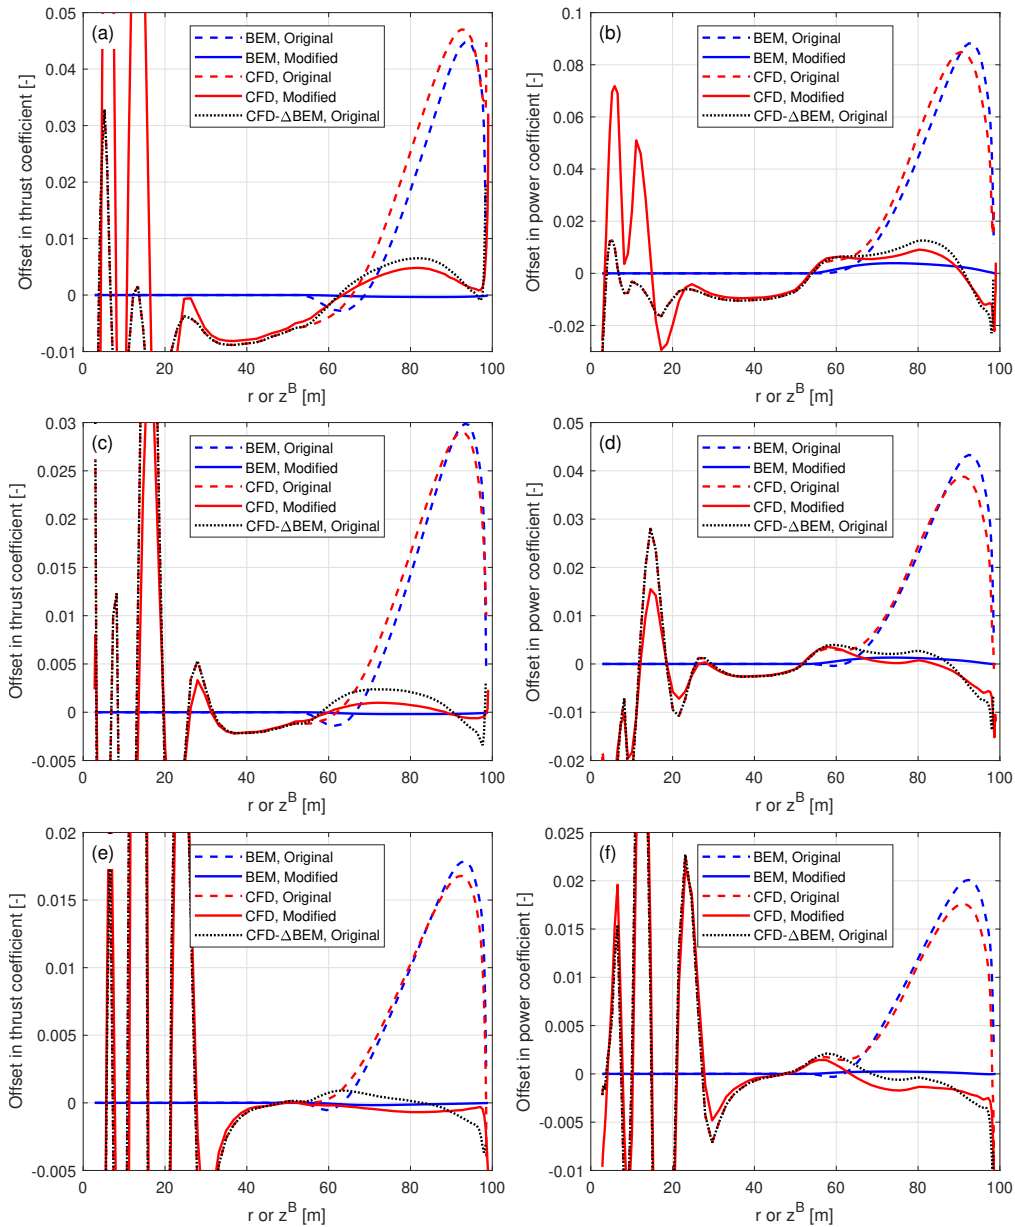 (a)
BEM, Original
BEM, Modified
CFD, Original
CFD, Modified
CFD-ΔBEM, Original
0.05
0.04
0.03
0.02
0.01
0
-0.01
0 20 40 60 80 100
Offset in thrust coefficient [-]
r or z^B [m]
(b)
BEM, Original
BEM, Modified
CFD, Original
CFD, Modified
CFD-ΔBEM, Original
0.1
0.08
0.06
0.04
0.02
0
-0.02
0 20 40 60 80 100
Offset in power coefficient [-]
r or z^B [m]
(c)
BEM, Original
BEM, Modified
CFD, Original
CFD, Modified
CFD-ΔBEM, Original
0.03
0.025
0.02
0.015
0.01
0.005
0
-0.005
0 20 40 60 80 100
Offset in thrust coefficient [-]
r or z^B [m]
(d)
BEM, Original
BEM, Modified
CFD, Original
CFD, Modified
CFD-ΔBEM, Original
0.05
0.04
0.03
0.02
0.01
0
-0.01
-0.02
0 20 40 60 80 100
Offset in power coefficient [-]
r or z^B [m]
(e)
BEM, Original
BEM, Modified
CFD, Original
CFD, Modified
CFD-ΔBEM, Original
0.02
0.015
0.01
0.005
0
-0.005
0 20 40 60 80 100
Offset in thrust coefficient [-]
r or z^B [m]
(f)
BEM, Original
BEM, Modified
CFD, Original
CFD, Modified
CFD-ΔBEM, Original
0.025
0.02
0.015
0.01
0.005
0
-0.005
-0.01
0 20 40 60 80 100
Offset in power coefficient [-]
r or z^B [m]